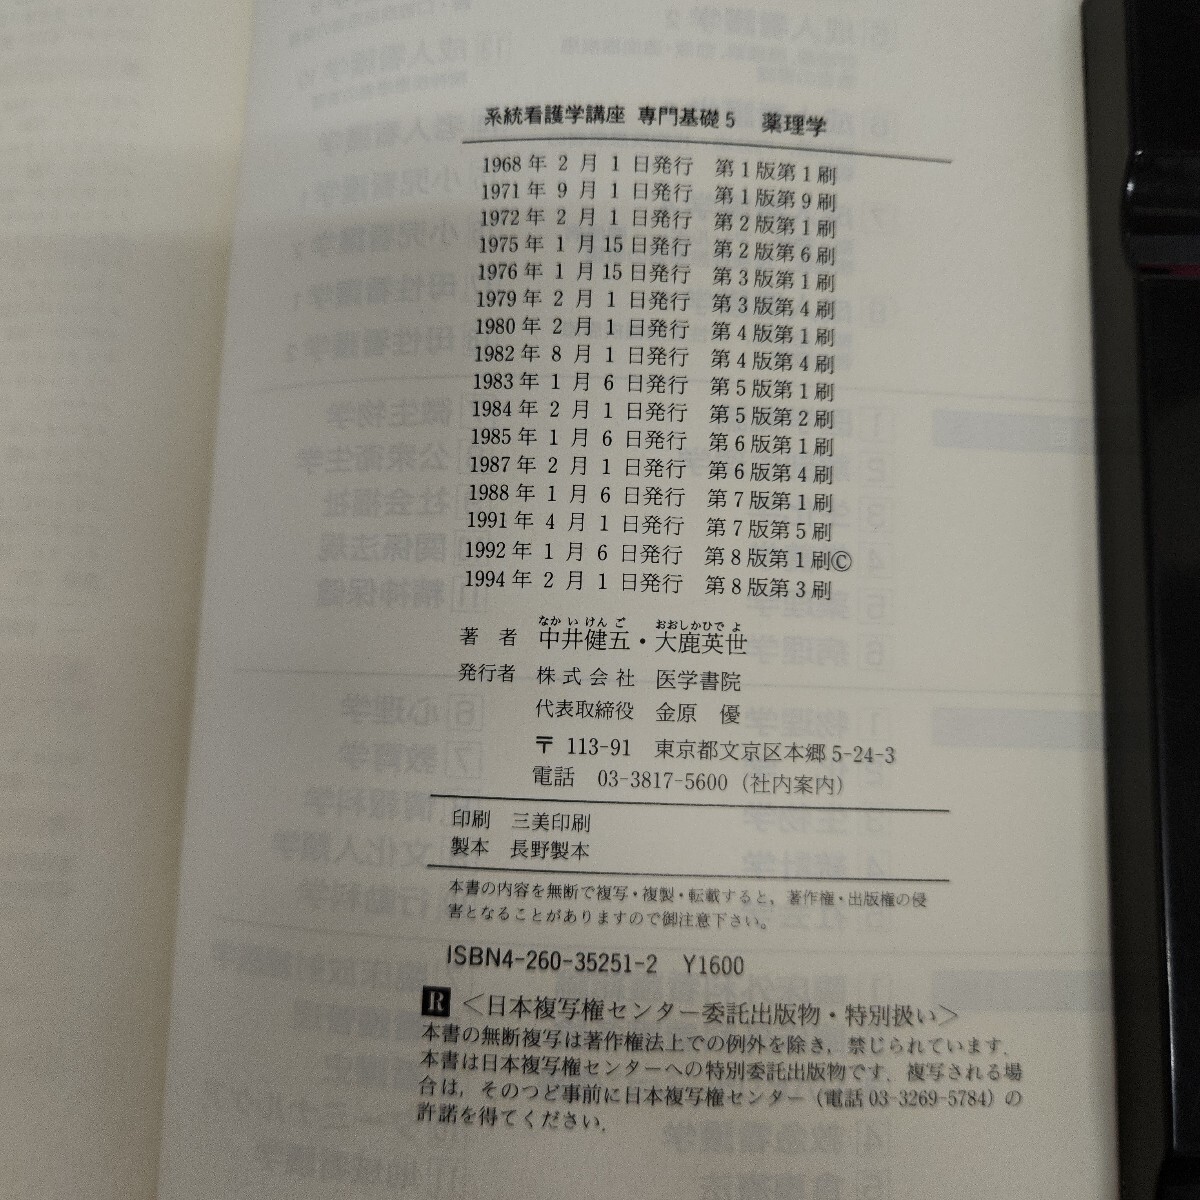 系統看護学講座 専門基礎5 薬理学
1968年 2月 1日発行 第1版第1刷
1971年 9月 1日発行 第1版第9刷
1972年 2月 1日発行 第2版第1刷
1975年 1月15日発行 第2版第6刷
1976年 1月15日発行 第3版第1刷
1979年 2月 1日発行 第3版第4刷
1980年 2月 1日発行 第4版第1刷
1982年 8月 1日発行 第4版第4刷
1983年 1月 6日発行 第5版第1刷
1984年 2月 1日発行 第5版第2刷
1985年 1月 6日発行 第6版第1刷
1987年 2月 1日発行 第6版第4刷
1988年 1月 6日発行 第7版第1刷
1991年 4月 1日発行 第7版第5刷
1992年 1月 6日発行 第8版第1刷©
1994年 2月 1日発行 第8版第3刷
なかいけんご おおしかひでよ
著者 中井健五・大鹿英世
発行者 株式会社 医学書院
代表取締役 金原 優
〒113-91 東京都文京区本郷5-24-3
電話 03-3817-5600（社内案内）
印刷 三美印刷
製本 長野製本
本書の内容を無断で複写・複製・転載すると，著作権・出版権の侵
害となることがありますので御注意下さい。
ISBN4-260-35251-2 Y1600
R ＜日本複写権センター委託出版物・特別扱い＞
本書の無断複写は著作権法上での例外を除き，禁じられています．
本書は日本複写権センターへの特別委託出版物です．複写される場
合は，そのつど事前に日本複写権センター（電話03-3269-5784）の
許諾を得てください．